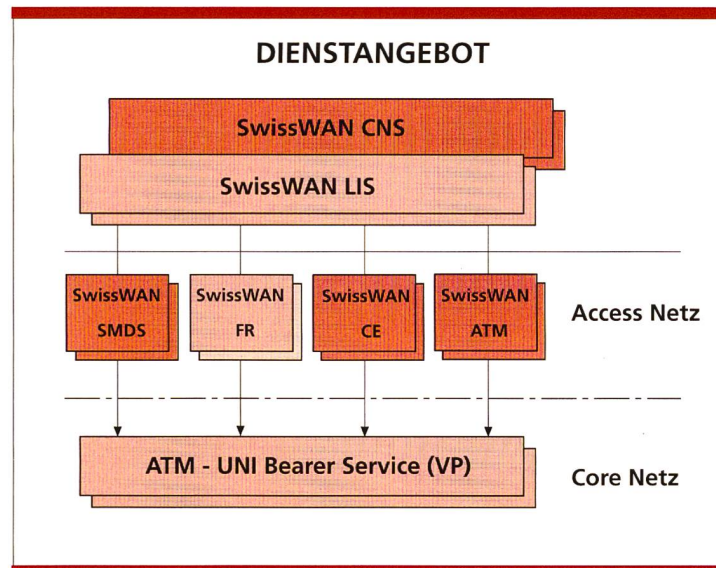 DIENSTANGEBOT
SwissWAN CNS
SwissWAN LIS
SwissWAN
SMDS
SwissWAN
FR
SwissWAN
CE
SwissWAN
ATM
Access Netz
ATM - UNI Bearer Service (VP)
Core Netz